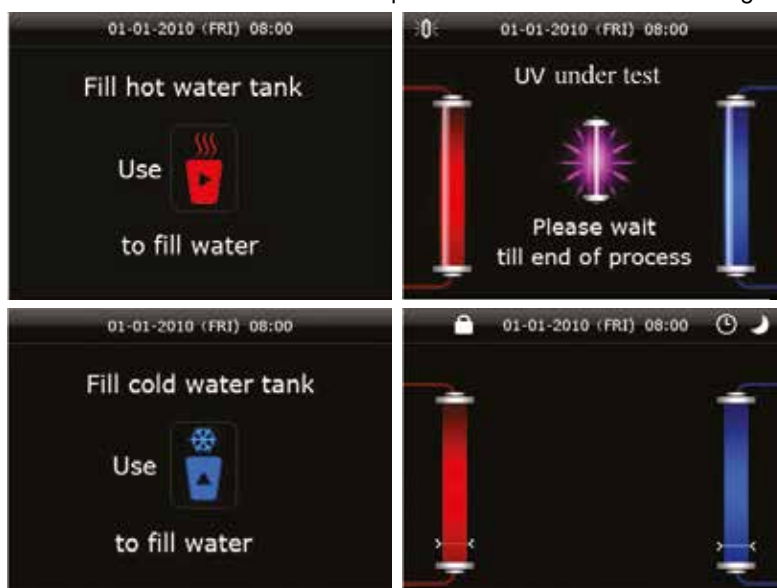 01-01-2010 (FRI) 08:00
Fill hot water tank
Use
to fill water
01-01-2010 (FRI) 08:00
UV under test
Please wait
till end of process
01-01-2010 (FRI) 08:00
Fill cold water tank
Use
to fill water
01-01-2010 (FRI) 08:00